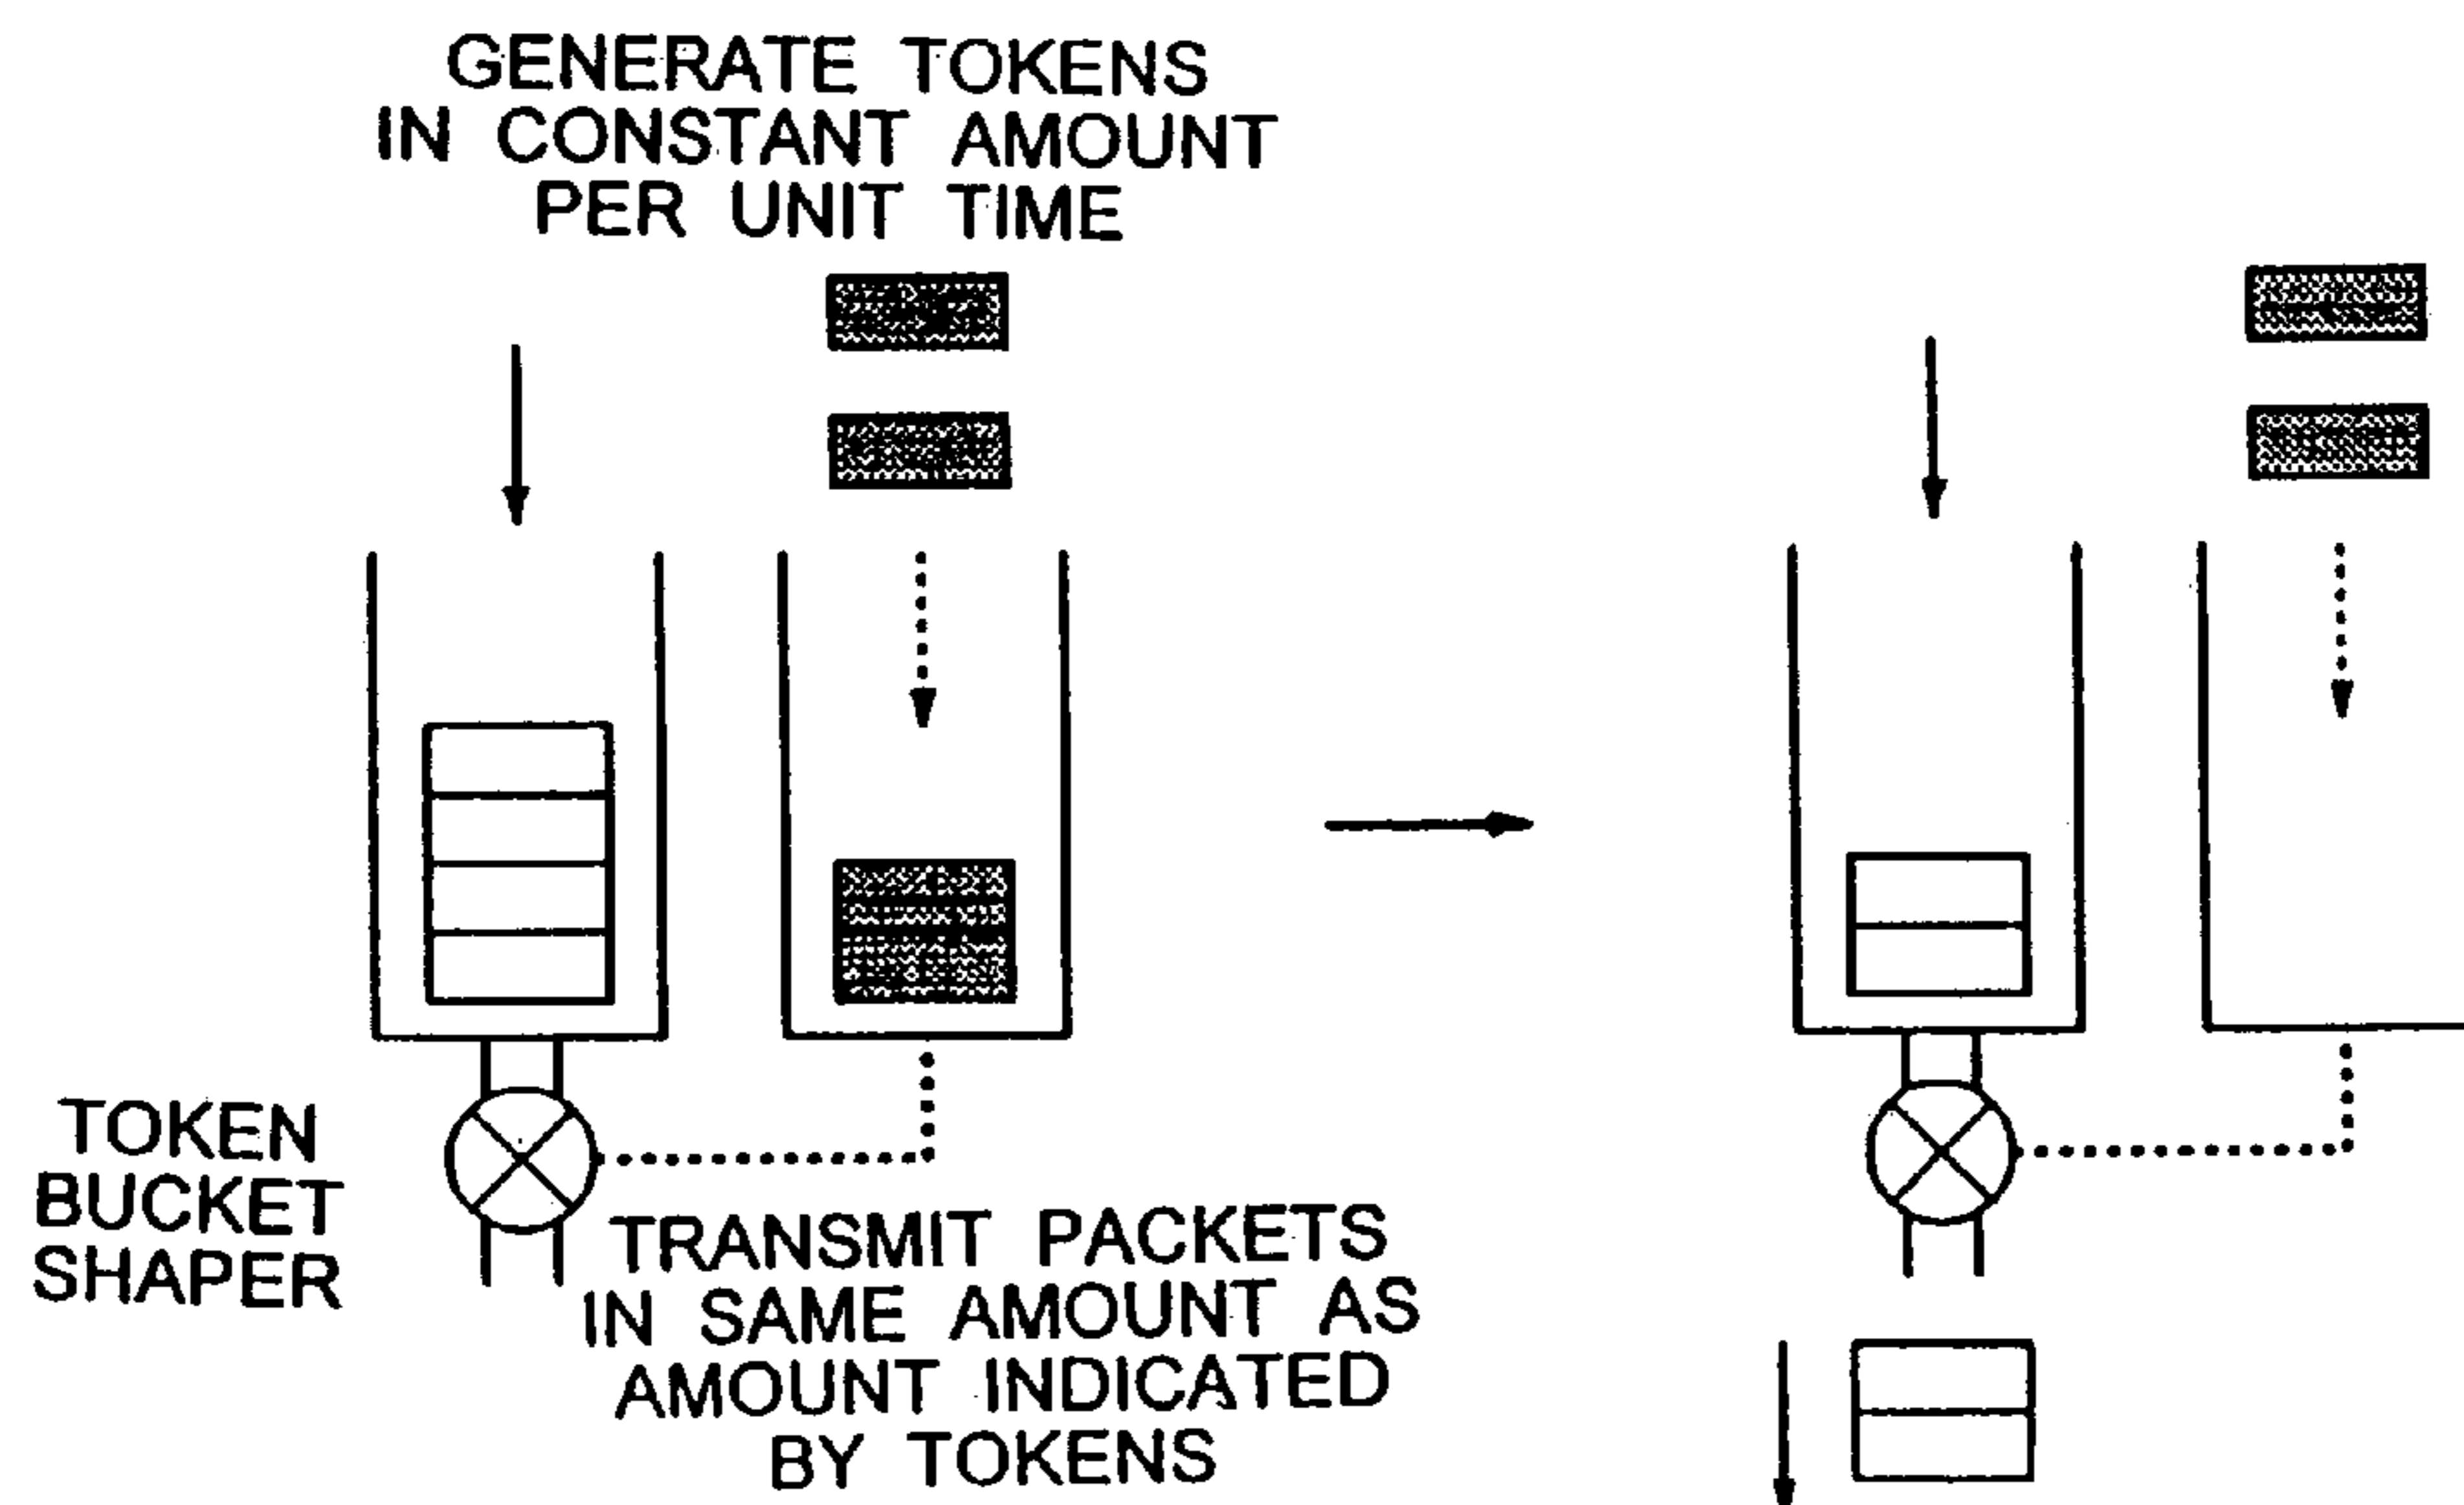 GENERATE TOKENS
IN CONSTANT AMOUNT
PER UNIT TIME
TOKEN
BUCKET
SHAPER
TRANSMIT PACKETS
IN SAME AMOUNT AS
AMOUNT INDICATED
BY TOKENS